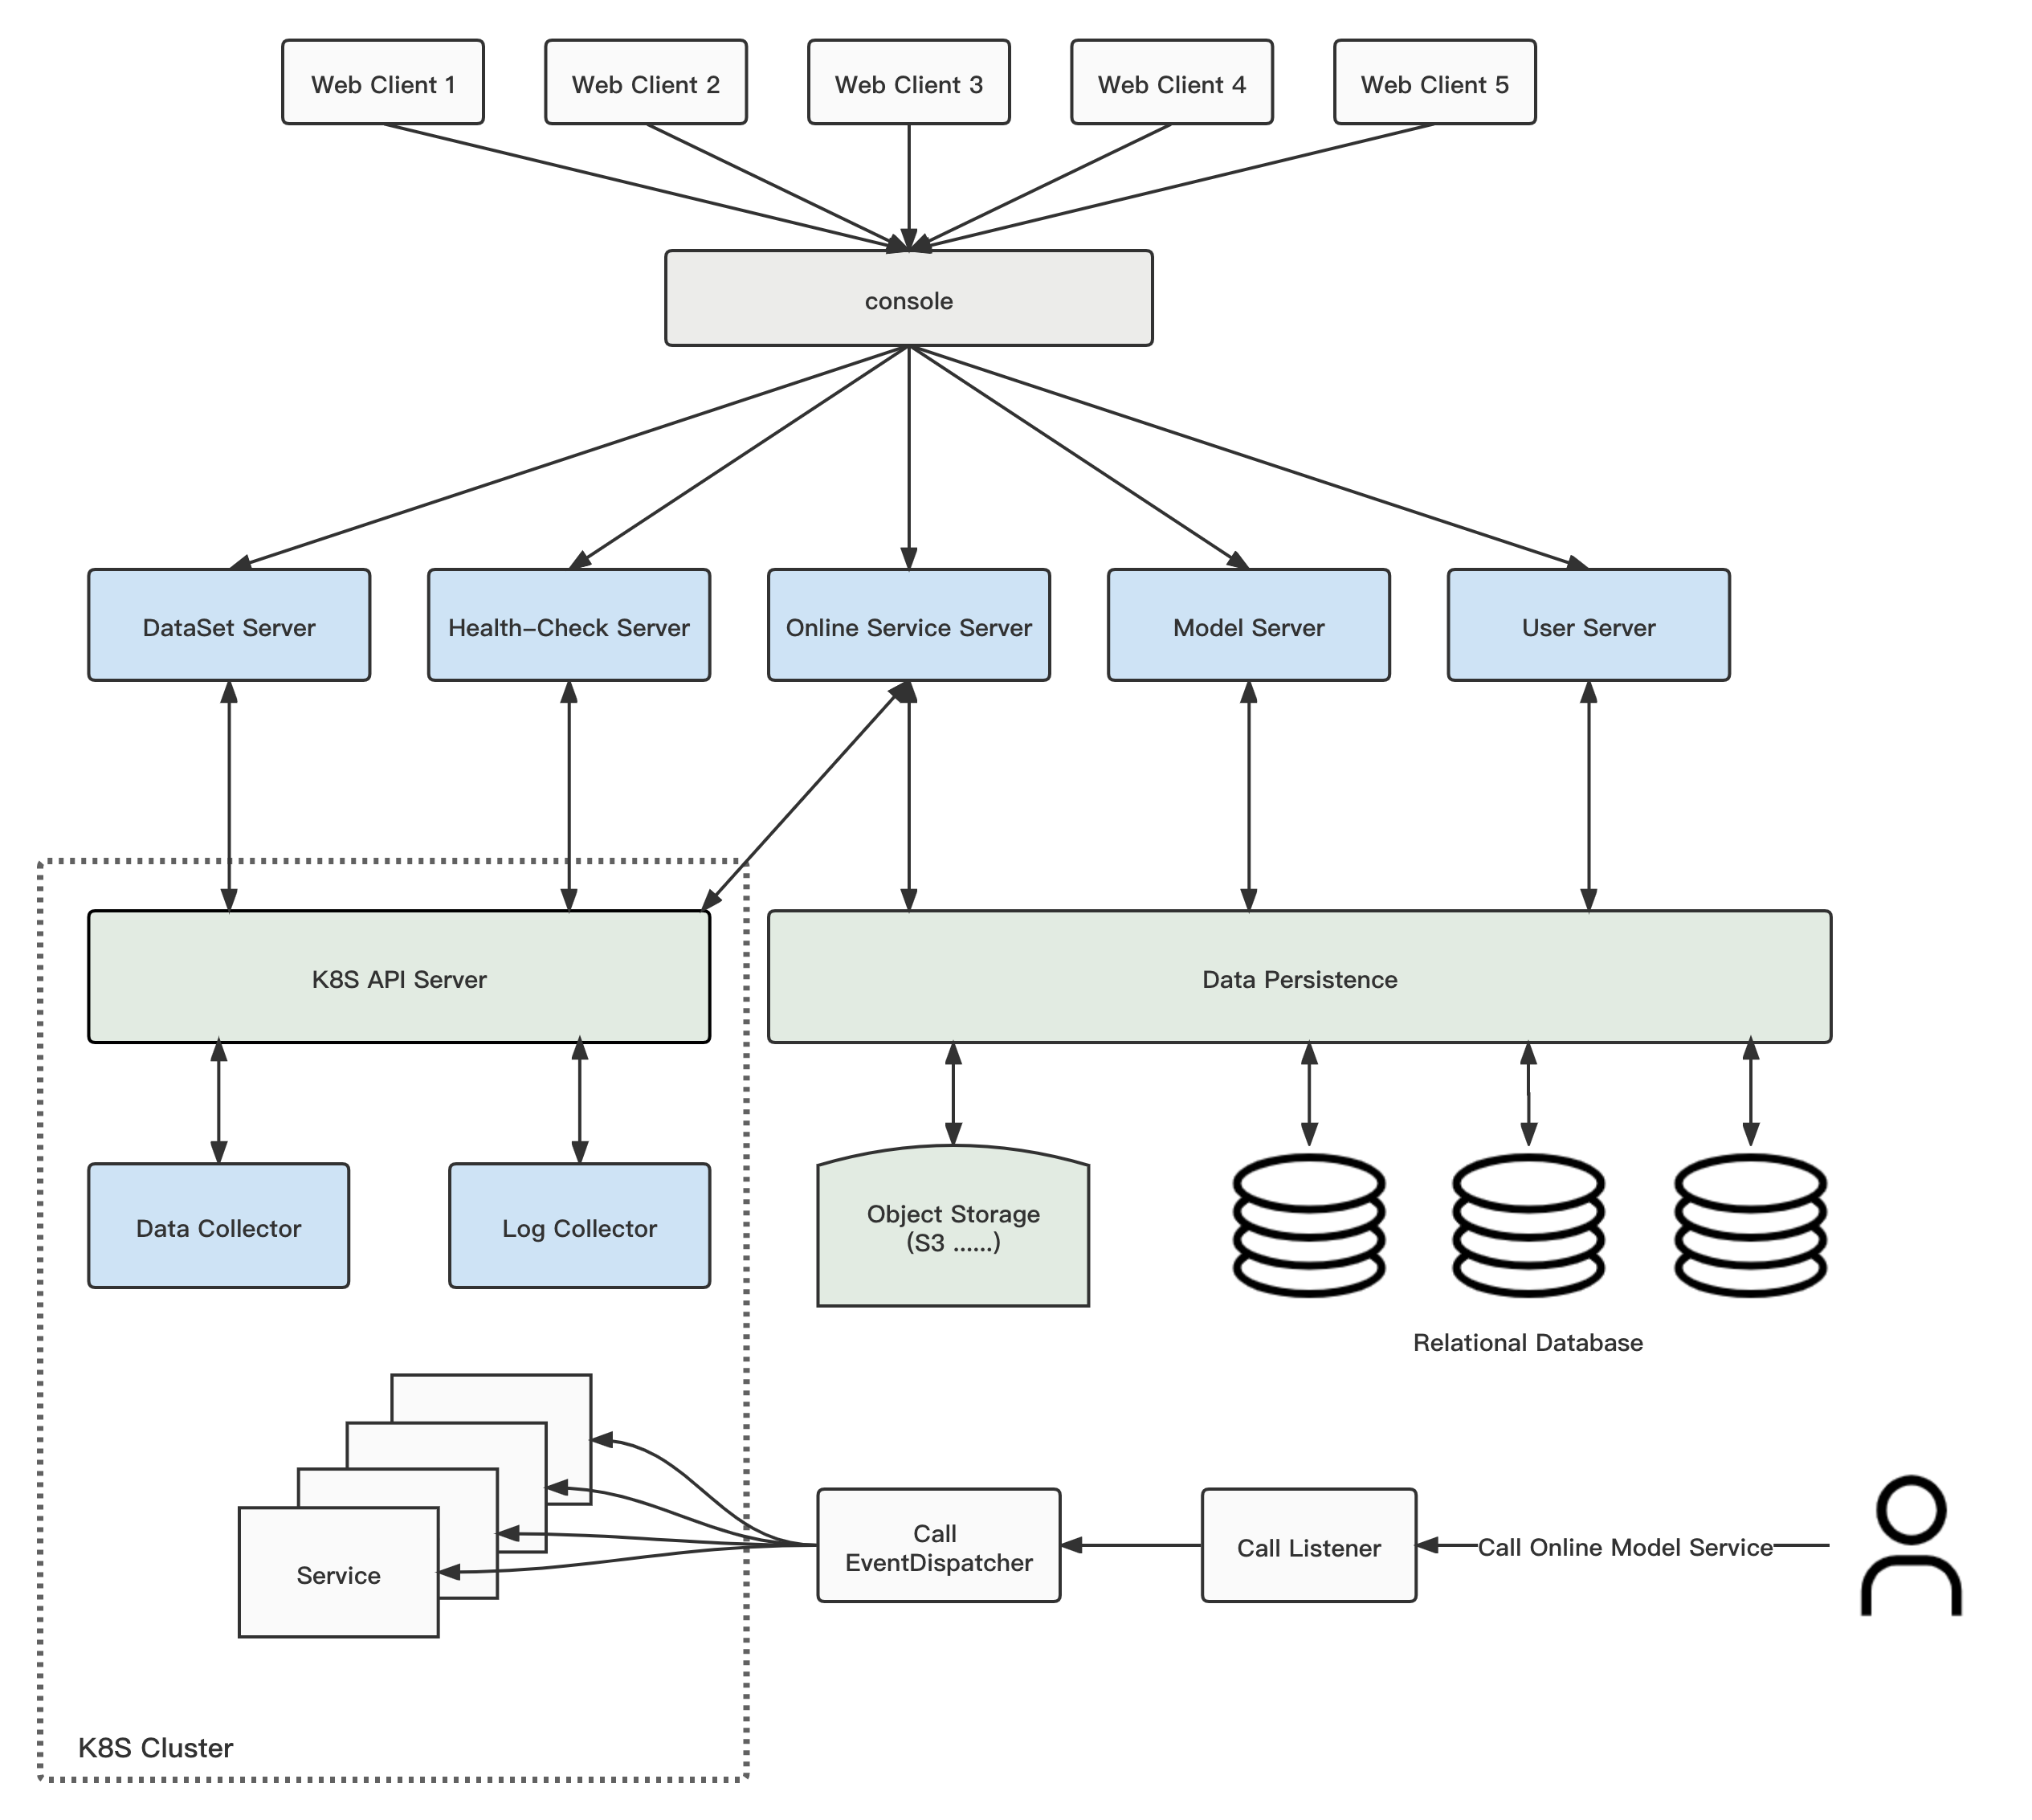 Web Client 1
Web Client 2
Web Client 3
Web Client 4
Web Client 5
console
DataSet Server
Health-Check Server
Online Service Server
Model Server
User Server
K8S API Server
Data Persistence
Data Collector
Log Collector
Object Storage
(S3 ......)
Relational Database
Service
Call
EventDispatcher
Call Listener
Call Online Model Service
K8S Cluster